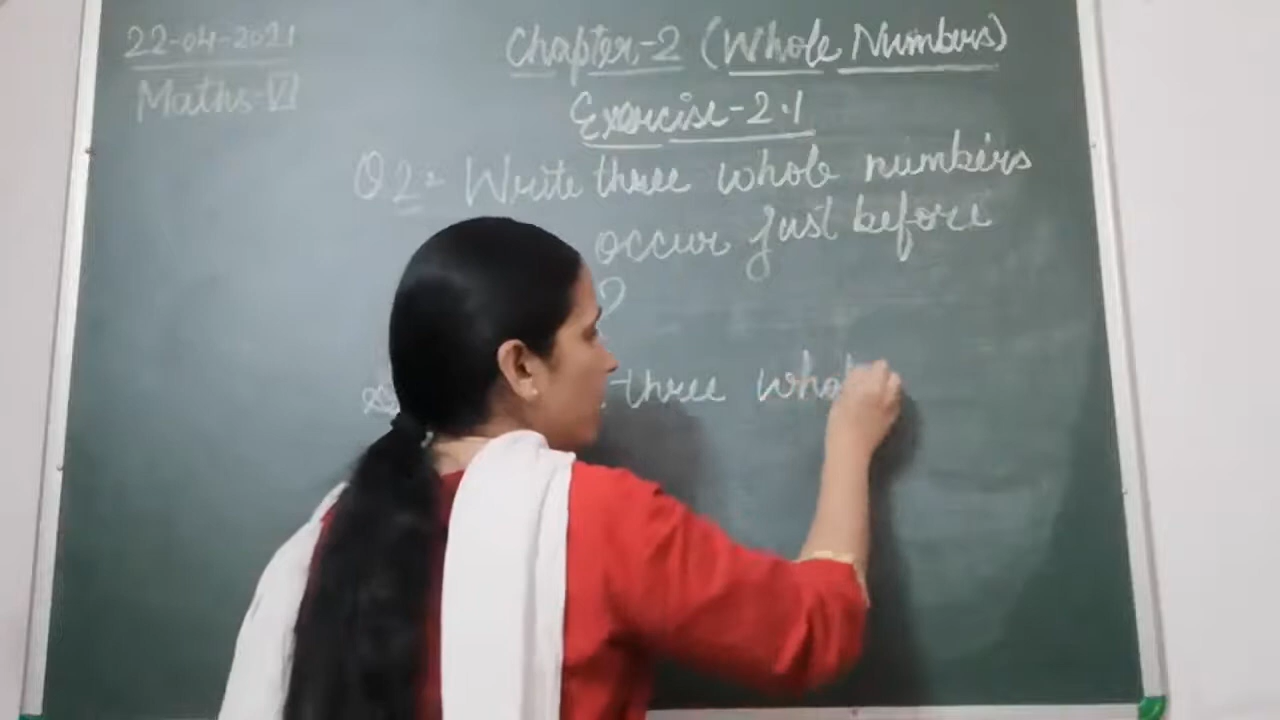 22-04-2021
Maths-VI
Chapter-2 (Whole Numbers)
Exercise-2.1
Q2:- Write three whole numbers
occur just before
?
three